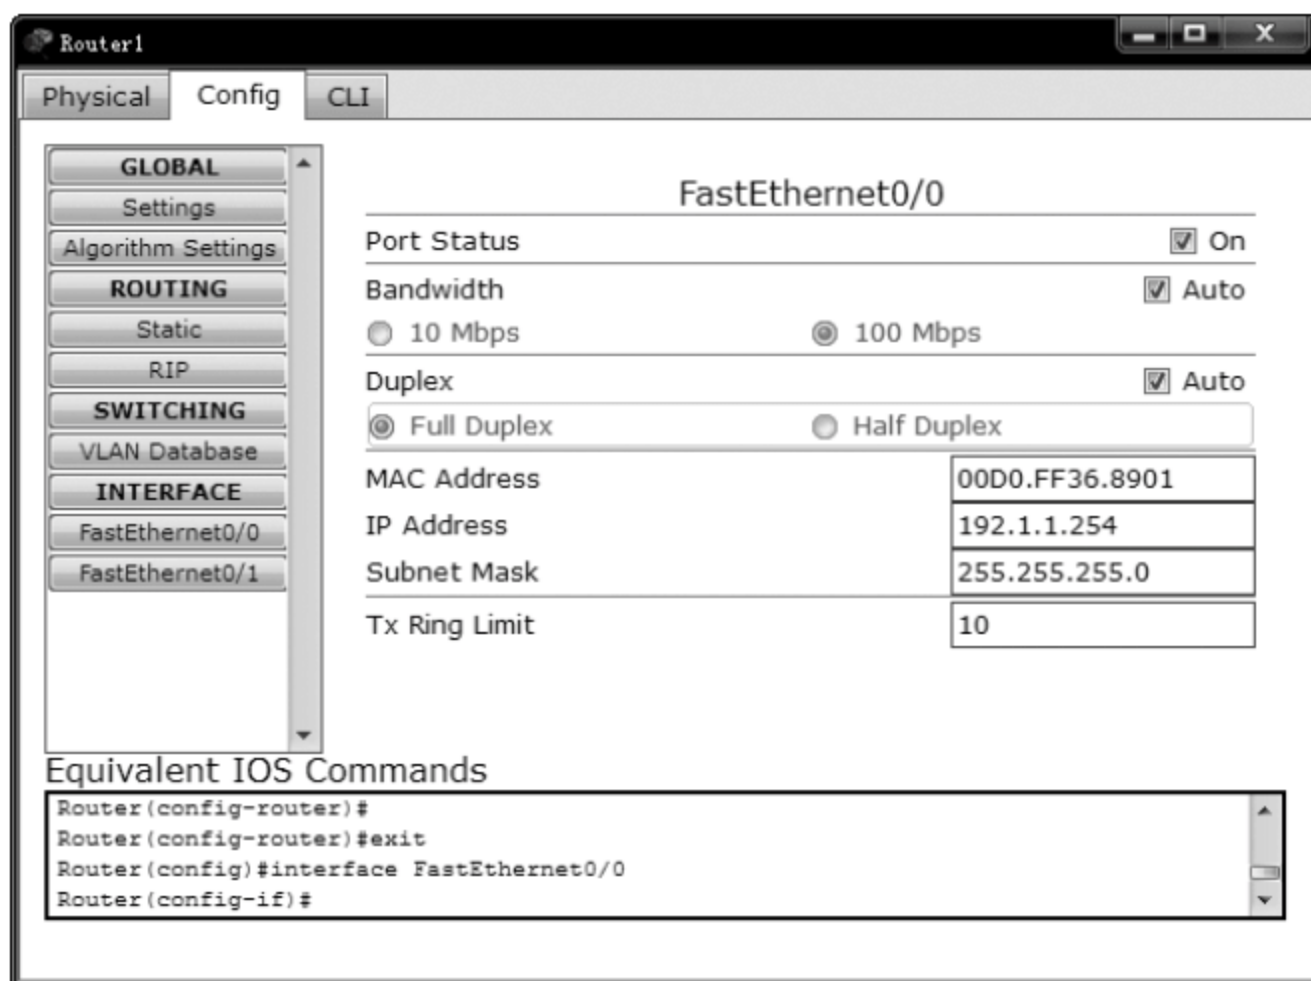 Router1
Physical Config CLI
GLOBAL
Settings
Algorithm Settings
ROUTING
Static
RIP
SWITCHING
VLAN Database
INTERFACE
FastEthernet0/0
FastEthernet0/1
FastEthernet0/0
Port Status On
Bandwidth Auto
10 Mbps 100 Mbps
Duplex Auto
Full Duplex Half Duplex
MAC Address 00D0.FF36.8901
IP Address 192.1.1.254
Subnet Mask 255.255.255.0
Tx Ring Limit 10
Equivalent IOS Commands
Router(config-router)#
Router(config-router)#exit
Router(config)#interface FastEthernet0/0
Router(config-if)#